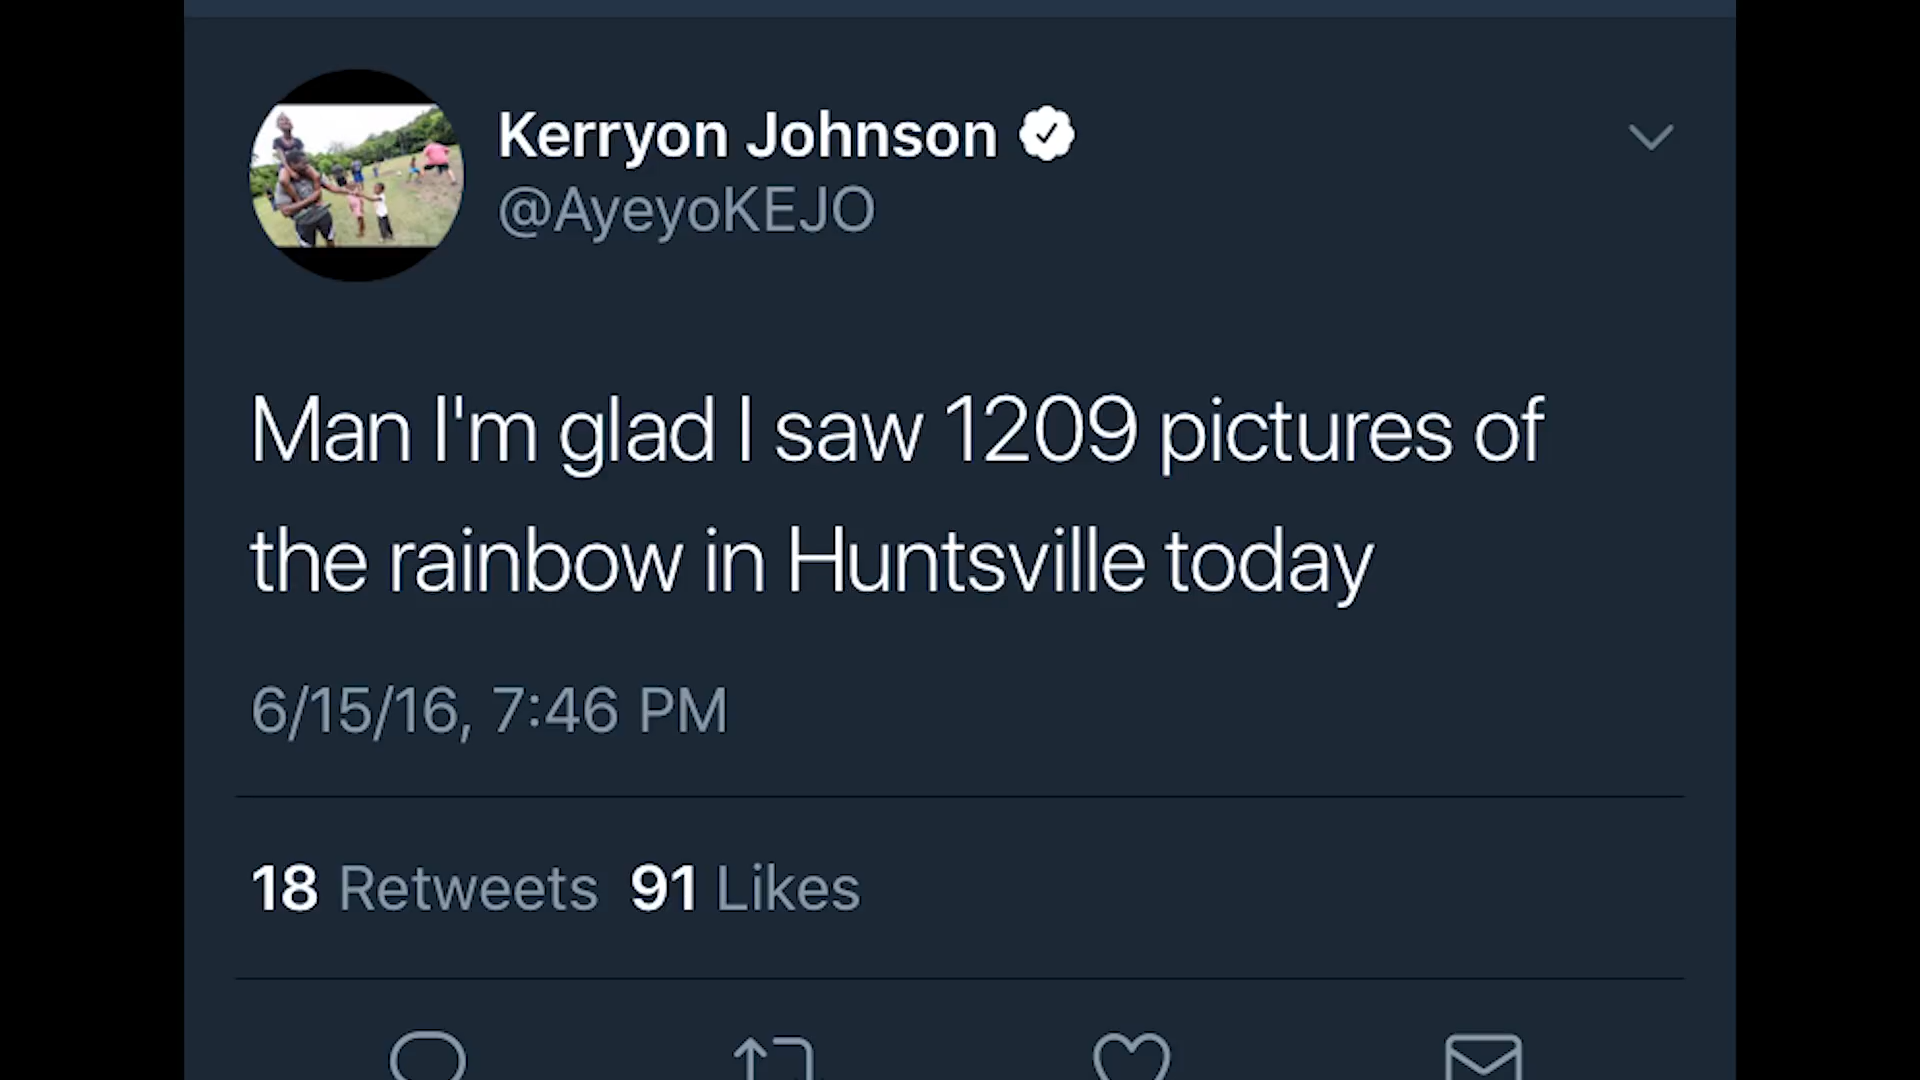 Kerryon Johnson
@AyeyoKEJO
Man I'm glad I saw 1209 pictures of
the rainbow in Huntsville today
6/15/16, 7:46 PM
18 Retweets 91 Likes